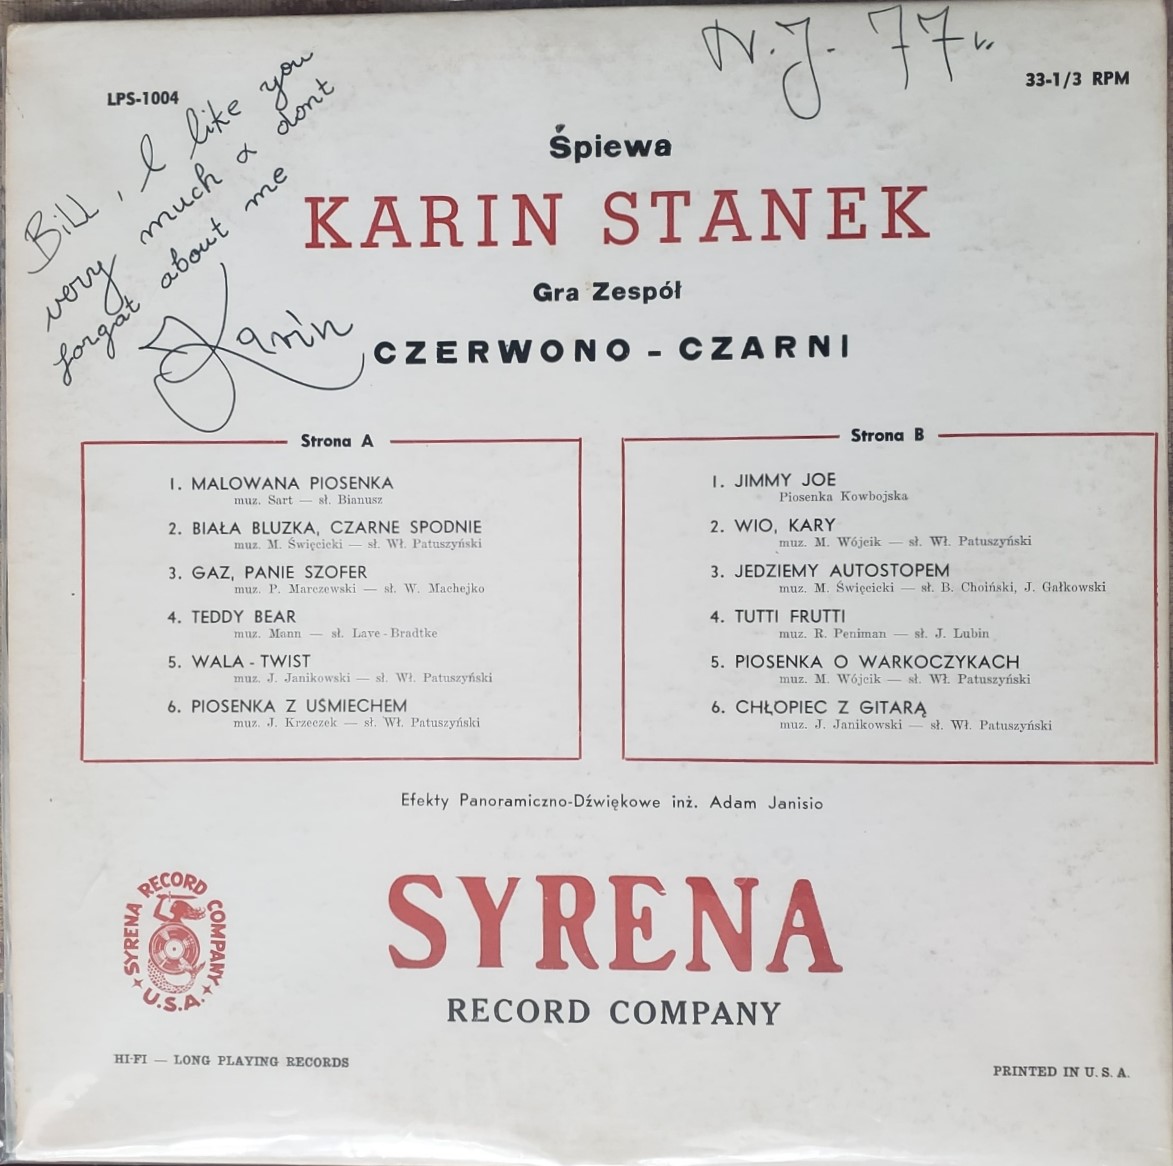 N.J. 77r.
LPS-1004
33-1/3 RPM
Bill, I like you
very much & dont
forgat about me
Karin
Śpiewa
KARIN STANEK
Gra Zespół
CZERWONO - CZARNI
Strona A
1. MALOWANA PIOSENKA
muz. Sart — sł. Bianusz
2. BIAŁA BLUZKA, CZARNE SPODNIE
muz. M. Święcicki — sł. Wł. Patuszyński
3. GAZ, PANIE SZOFER
muz. P. Marczewski — sł. W. Machejko
4. TEDDY BEAR
muz. Mann — sł. Lave-Bradtke
5. WALA - TWIST
muz. J. Janikowski — sł. Wł. Patuszyński
6. PIOSENKA Z UŚMIECHEM
muz. J. Krzeczek — sł. Wł. Patuszyński
Strona B
1. JIMMY JOE
Piosenka Kowbojska
2. WIO, KARY
muz. M. Wójcik — sł. Wł. Patuszyński
3. JEDZIEMY AUTOSTOPEM
muz. M. Święcicki — sł. B. Choiński, J. Gałkowski
4. TUTTI FRUTTI
muz. R. Peniman — sł. J. Lubin
5. PIOSENKA O WARKOCZYKACH
muz. M. Wójcik — sł. Wł. Patuszyński
6. CHŁOPIEC Z GITARĄ
muz. J. Janikowski — sł. Wł. Patuszyński
Efekty Panoramiczno-Dźwiękowe inż. Adam Janisio
SYRENA RECORD COMPANY
U.S.A.
SYRENA
RECORD COMPANY
HI-FI — LONG PLAYING RECORDS
PRINTED IN U. S. A.